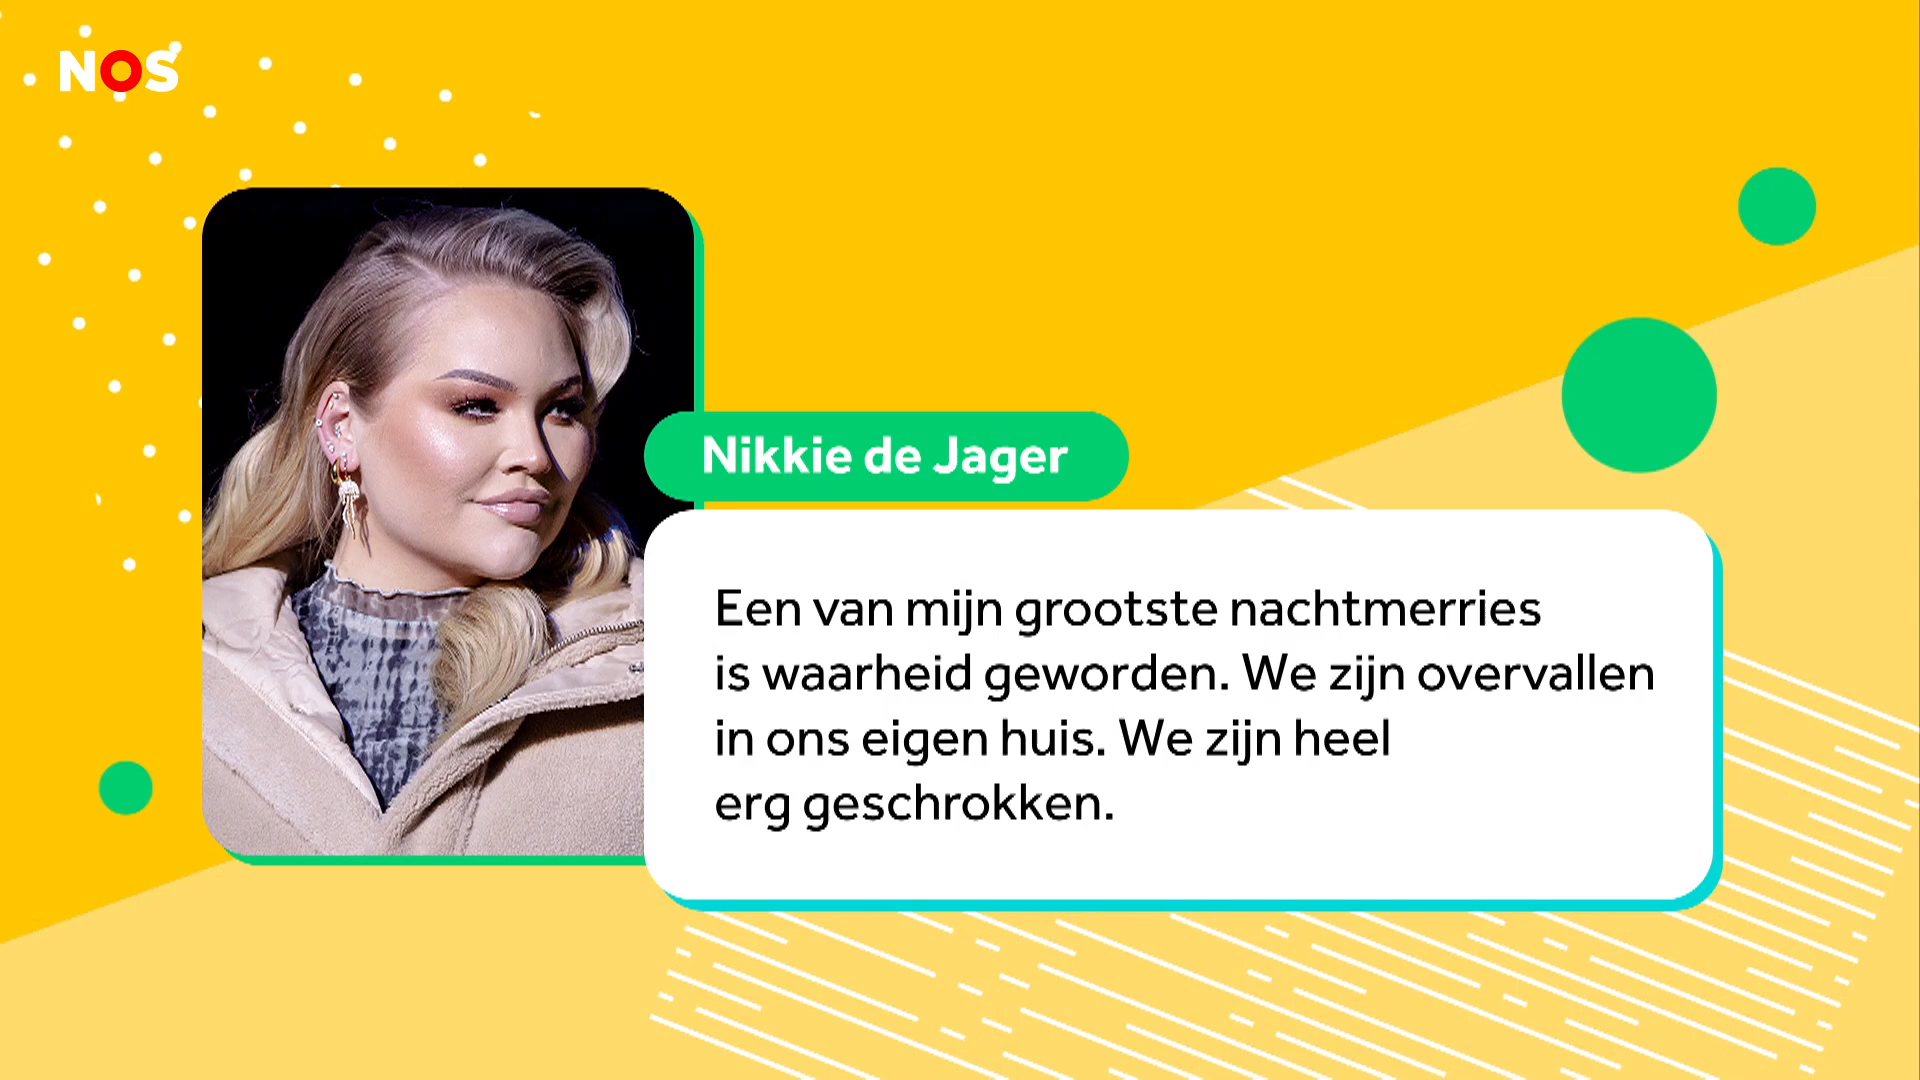 NOS
Nikkie de Jager
Een van mijn grootste nachtmerries
is waarheid geworden. We zijn overvallen
in ons eigen huis. We zijn heel
erg geschrokken.